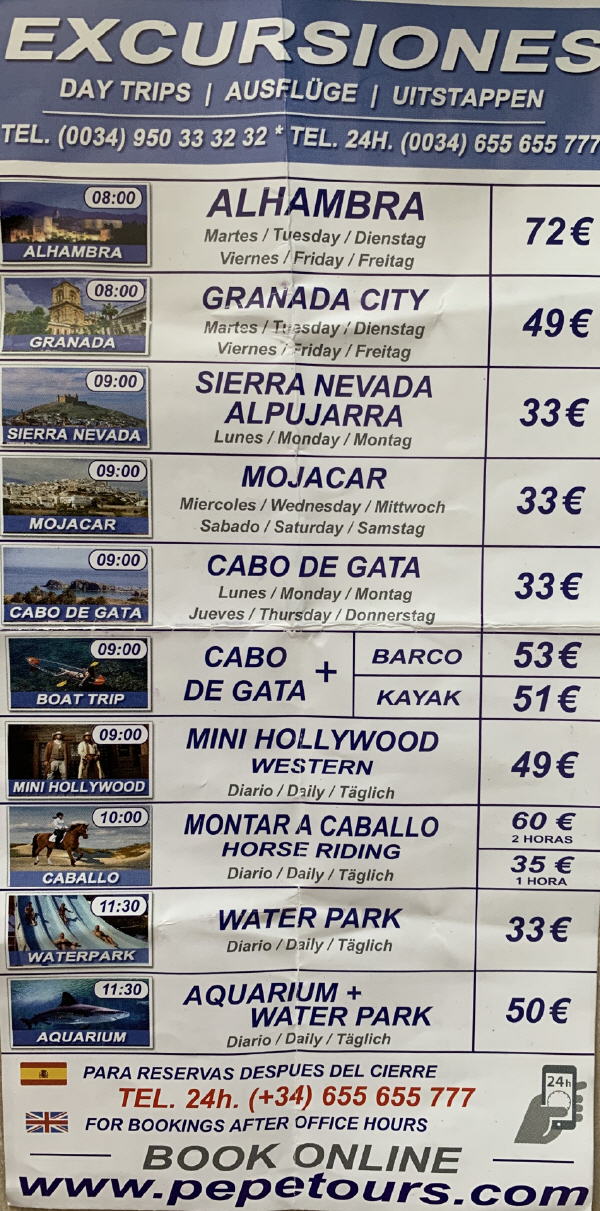 EXCURSIONES
DAY TRIPS | AUSFLÜGE | UITSTAPPEN
TEL. (0034) 950 33 32 32 * TEL. 24H. (0034) 655 655 777
08:00
ALHAMBRA
ALHAMBRA
Martes / Tuesday / Dienstag
Viernes / Friday / Freitag
72€
08:00
GRANADA
GRANADA CITY
Martes / Tuesday / Dienstag
Viernes / Friday / Freitag
49€
09:00
SIERRA NEVADA
SIERRA NEVADA
ALPUJARRA
Lunes / Monday / Montag
33€
09:00
MOJACAR
MOJACAR
Miercoles / Wednesday / Mittwoch
Sabado / Saturday / Samstag
33€
09:00
CABO DE GATA
CABO DE GATA
Lunes / Monday / Montag
Jueves / Thursday / Donnerstag
33€
09:00
BOAT TRIP
CABO
DE GATA +
BARCO
53€
KAYAK
51€
09:00
MINI HOLLYWOOD
MINI HOLLYWOOD
WESTERN
Diario / Daily / Täglich
49€
10:00
CABALLO
MONTAR A CABALLO
HORSE RIDING
Diario / Daily / Täglich
60 €
2 HORAS
35 €
1 HORA
11:30
WATERPARK
WATER PARK
Diario / Daily / Täglich
33€
11:30
AQUARIUM
AQUARIUM +
WATER PARK
Diario / Daily / Täglich
50€
PARA RESERVAS DESPUES DEL CIERRE
TEL. 24h. (+34) 655 655 777
FOR BOOKINGS AFTER OFFICE HOURS
24h
BOOK ONLINE
www.pepetours.com